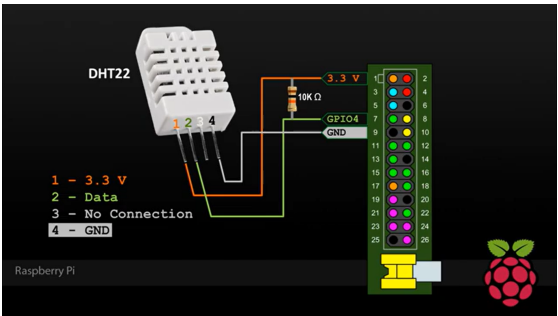 DHT22
1 2 3 4
3.3 V
10K Ω
GPIO4
GND
1 2
3 4
5 6
7 8
9 10
11 12
13 14
15 16
17 18
19 20
21 22
23 24
25 26
1 - 3.3 V
2 - Data
3 - No Connection
4 - GND
Raspberry Pi